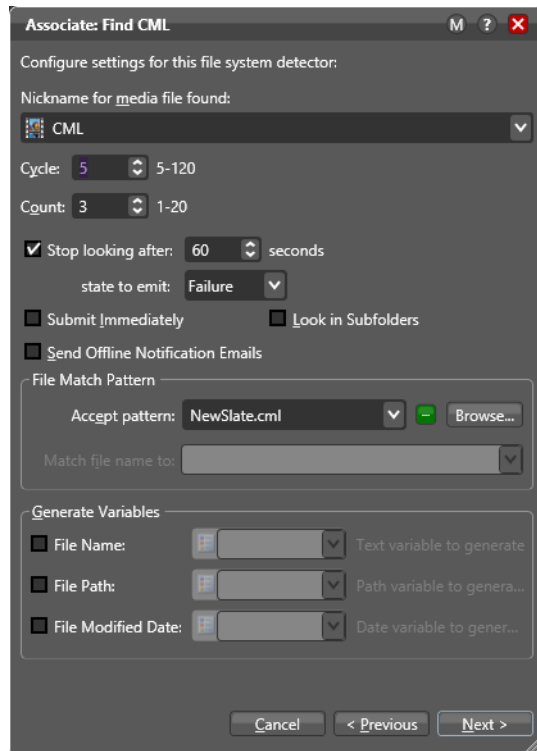 Associate: Find CML M ?
Configure settings for this file system detector:
Nickname for media file found:
CML
Cycle: 5 5-120
Count: 3 1-20
Stop looking after: 60 seconds
state to emit: Failure
Submit Immediately Look in Subfolders
Send Offline Notification Emails
File Match Pattern
Accept pattern: NewSlate.cml Browse...
Match file name to:
Generate Variables
File Name: Text variable to generate
File Path: Path variable to genera...
File Modified Date: Date variable to gener...
Cancel < Previous Next >